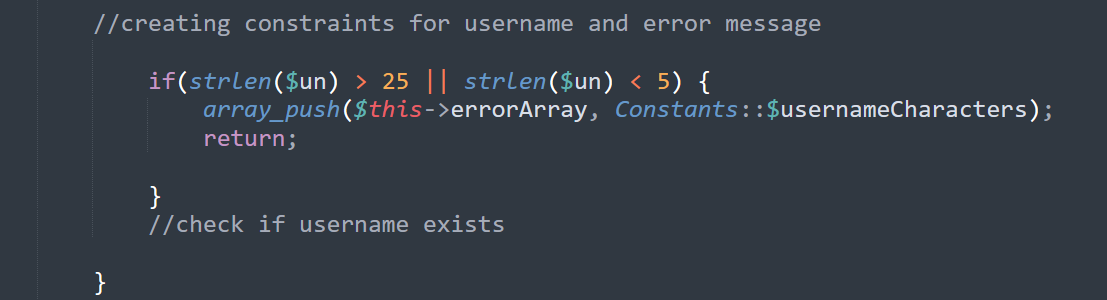 //creating constraints for username and error message
if(strlen($un) > 25 || strlen($un) < 5) {
array_push($this->errorArray, Constants::$usernameCharacters);
return;
}
//check if username exists
}